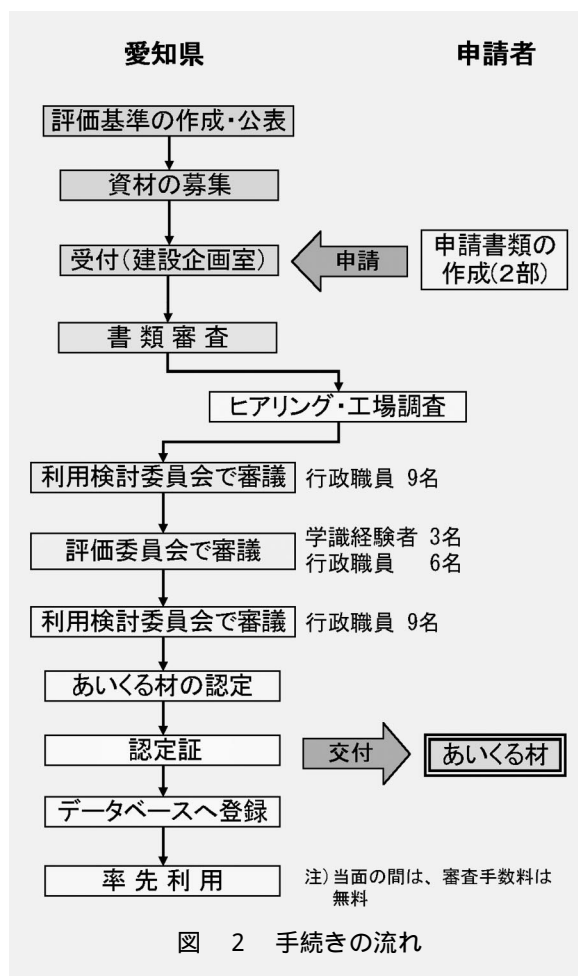 愛知県
申請者
評価基準の作成・公表
資材の募集
受付(建設企画室)
申請
申請書類の
作成(2部)
書類審査
ヒアリング・工場調査
利用検討委員会で審議
行政職員 9名
評価委員会で審議
学識経験者 3名
行政職員 6名
利用検討委員会で審議
行政職員 9名
あいくる材の認定
認定証
交付
あいくる材
データベースへ登録
率先利用
注)当面の間は、審査手数料は
無料
図 2 手続きの流れ